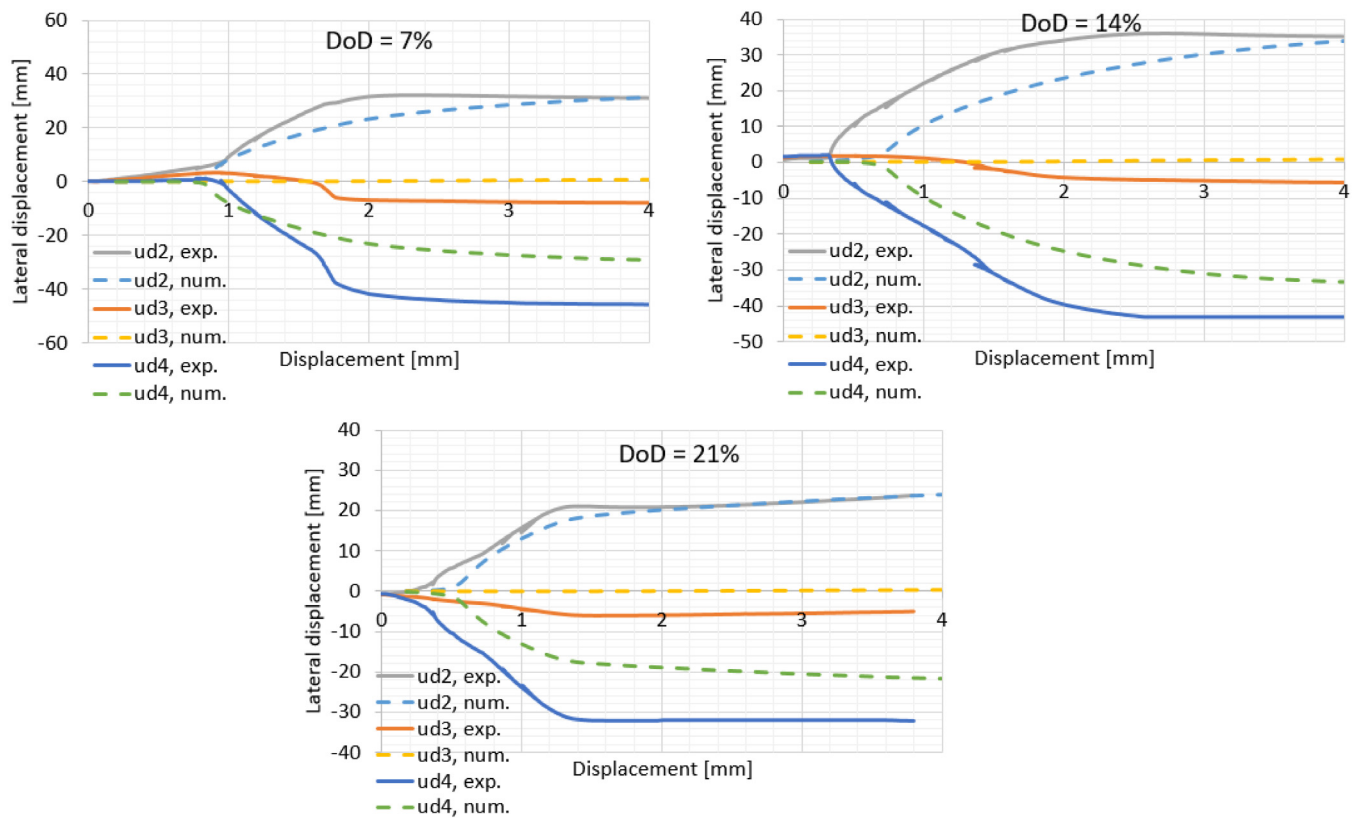 DoD = 7%
Lateral displacement [mm]
60
40
20
0
-20
-40
-60
0
1
2
3
4
Displacement [mm]
ud2, exp.
ud2, num.
ud3, exp.
ud3, num.
ud4, exp.
ud4, num.
DoD = 14%
Lateral displacement [mm]
40
30
20
10
0
-10
-20
-30
-40
-50
0
1
2
3
4
Displacement [mm]
ud2, exp.
ud2, num.
ud3, exp.
ud3, num.
ud4, exp.
ud4, num.
DoD = 21%
Lateral displacement [mm]
40
30
20
10
0
-10
-20
-30
-40
0
1
2
3
4
Displacement [mm]
ud2, exp.
ud2, num.
ud3, exp.
ud3, num.
ud4, exp.
ud4, num.